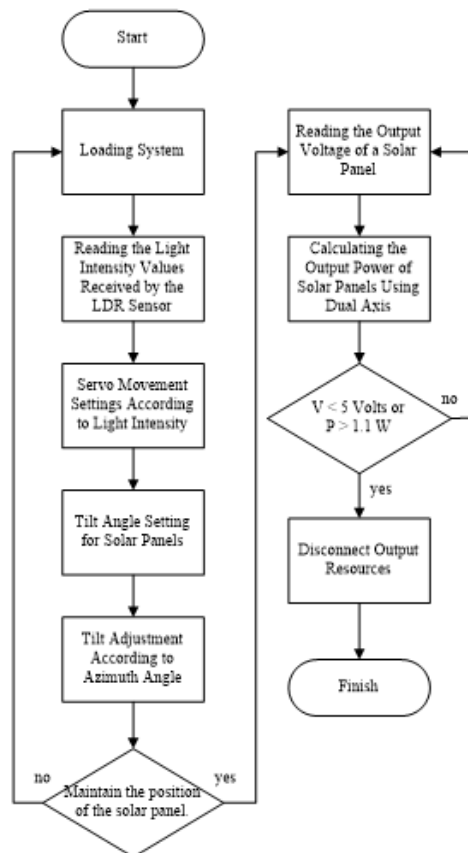 Start
Loading System
Reading the Light
Intensity Values
Received by the
LDR Sensor
Servo Movement
Settings According
to Light Intensity
Tilt Angle Setting
for Solar Panels
Tilt Adjustment
According to
Azimuth Angle
no
yes
Maintain the position
of the solar panel.
Reading the Output
Voltage of a Solar
Panel
Calculating the
Output Power of
Solar Panels Using
Dual Axis
V < 5 Volts or
P > 1.1 W
no
yes
Disconnect Output
Resources
Finish